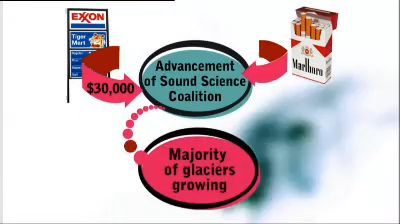 EXXON
Tiger
Mart
$30,000
Advancement
of Sound Science
Coalition
Marlboro
Majority
of glaciers
growing